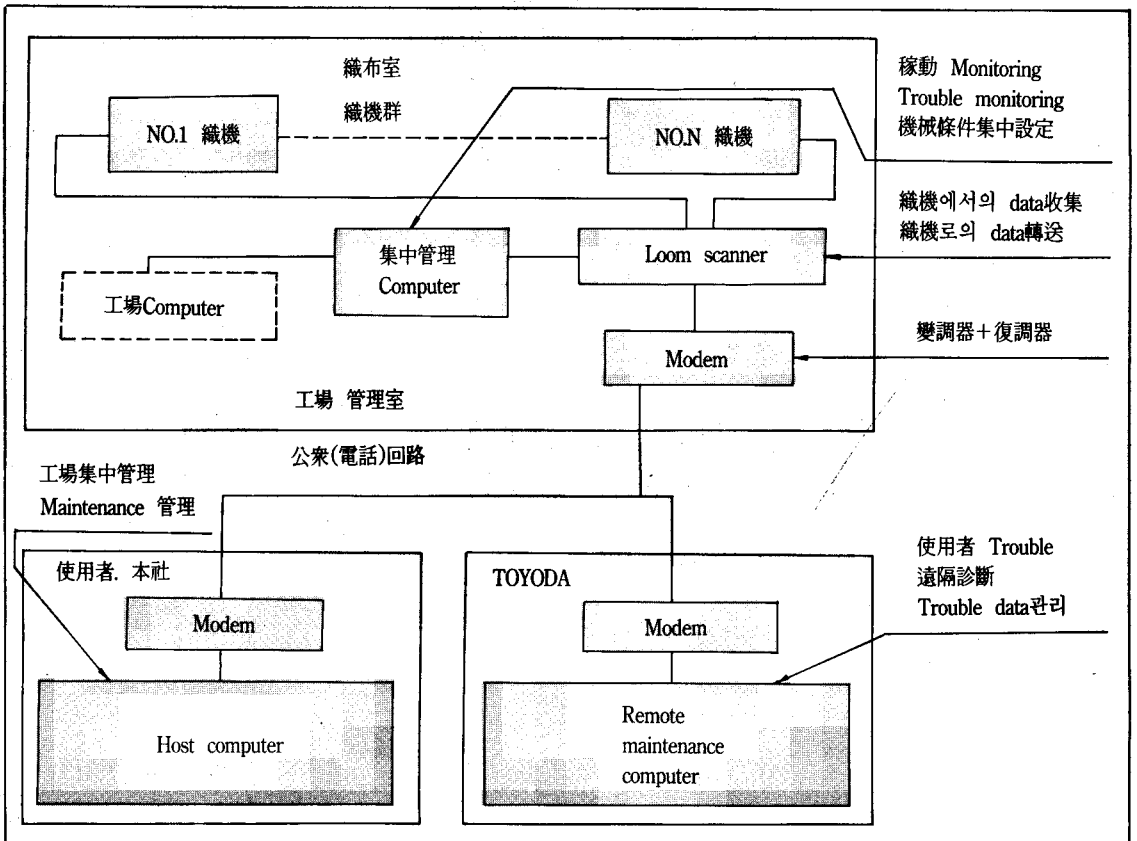 織布室
織機群
NO.1 織機
NO.N 織機
稼動 Monitoring
Trouble monitoring
機械條件集中設定
織機에서의 data收集
織機로의 data轉送
集中管理
Computer
Loom scanner
工場Computer
Modem
變調器+復調器
工場 管理室
公衆(電話)回路
工場集中管理
Maintenance 管理
使用者. 本社
Modem
Host computer
TOYODA
Modem
Remote
maintenance
computer
使用者 Trouble
遠隔診斷
Trouble data관리